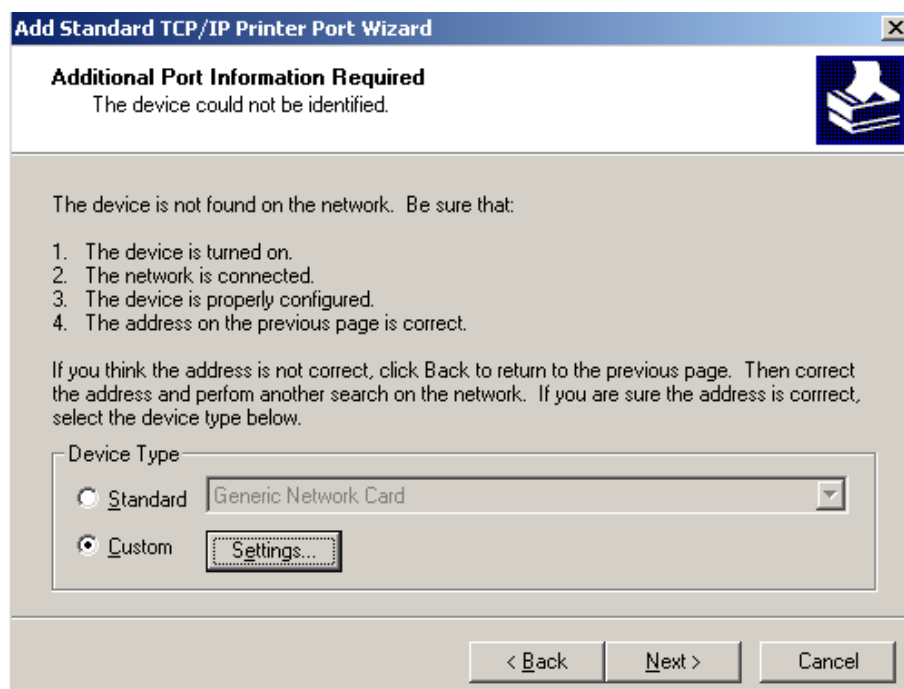 Add Standard TCP/IP Printer Port Wizard
Additional Port Information Required
The device could not be identified.
The device is not found on the network.  Be sure that:
1.  The device is turned on.
2.  The network is connected.
3.  The device is properly configured.
4.  The address on the previous page is correct.
If you think the address is not correct, click Back to return to the previous page.  Then correct
the address and perfom another search on the network.  If you are sure the address is corrrect,
select the device type below.
Device Type
Standard
Generic Network Card
Custom
Settings...
< Back
Next >
Cancel